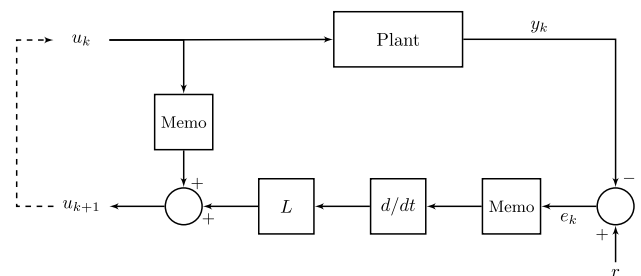 u_k
Plant
y_k
Memo
−
+
u_{k+1}
+
L
d/dt
Memo
e_k
+
r